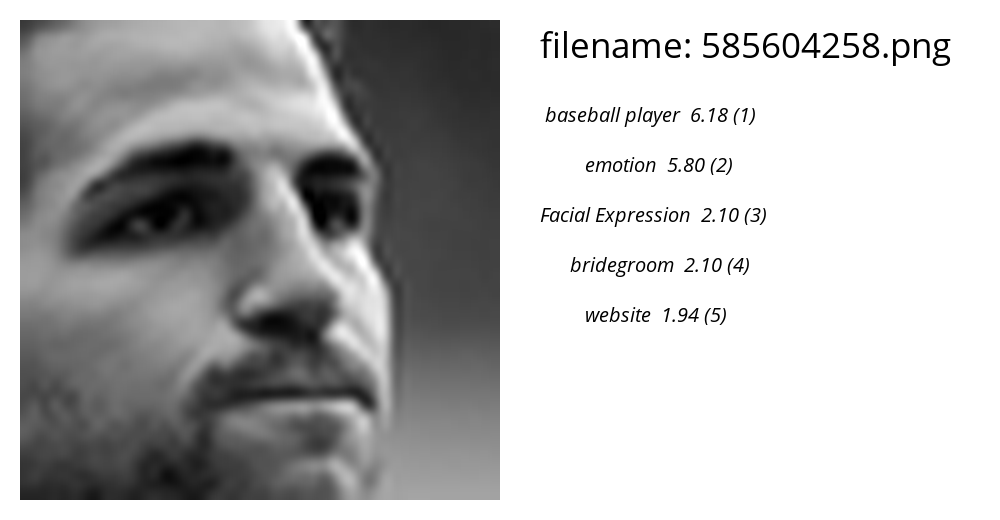 filename: 585604258.png
baseball player 6.18 (1)
emotion 5.80 (2)
Facial Expression 2.10 (3)
bridegroom 2.10 (4)
website 1.94 (5)